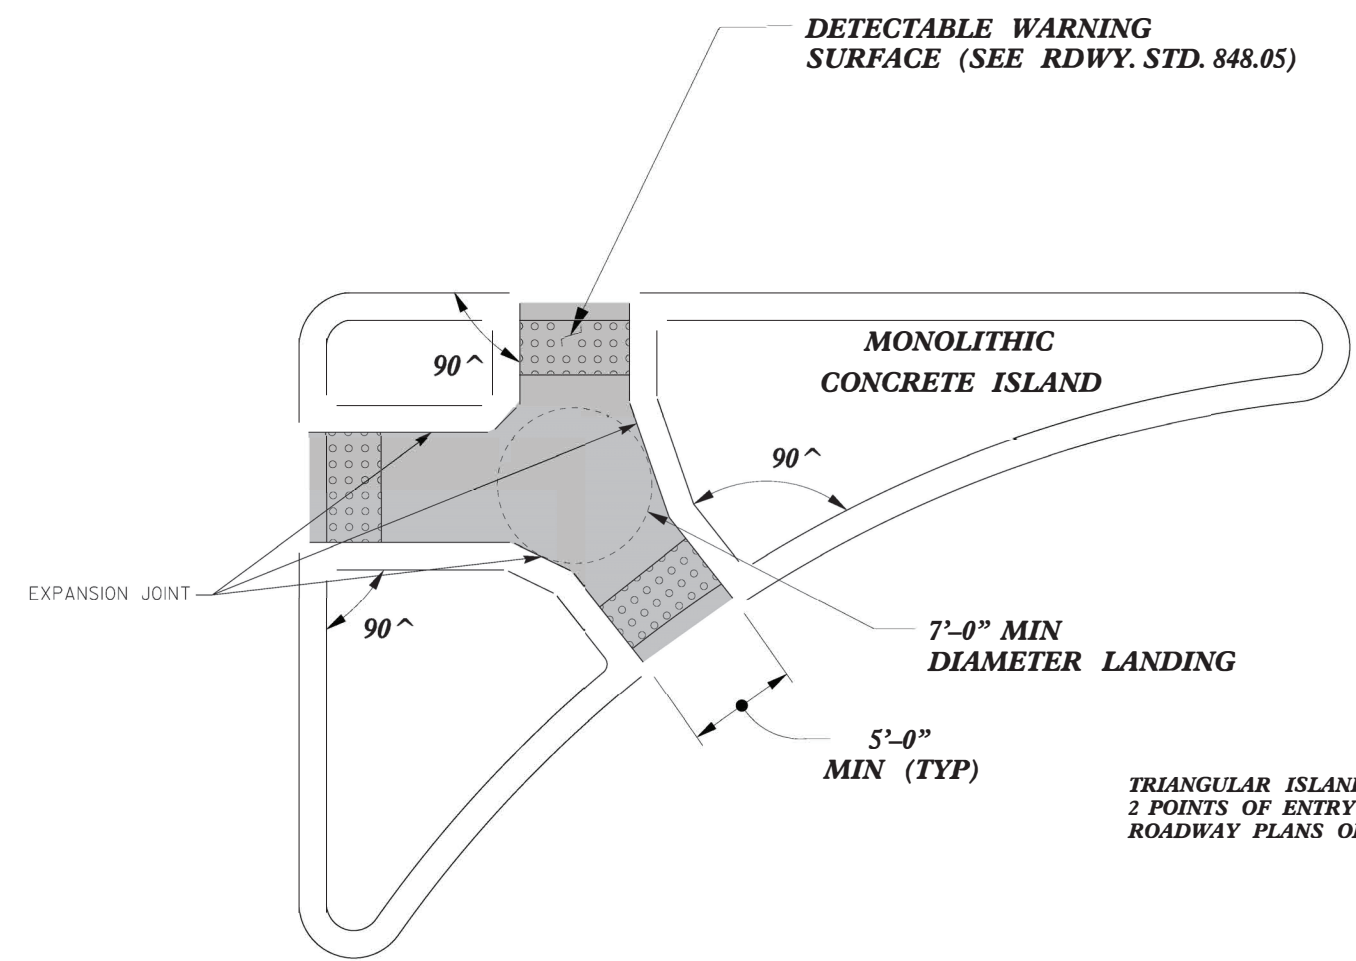 DETECTABLE WARNING
SURFACE (SEE RDWY. STD. 848.05)
MONOLITHIC
CONCRETE ISLAND
90^
90^
EXPANSION JOINT
90^
7'–0" MIN
DIAMETER LANDING
5'–0"
MIN (TYP)
TRIANGULAR
2 POINTS OF ENTRY
ROADWAY PLANS